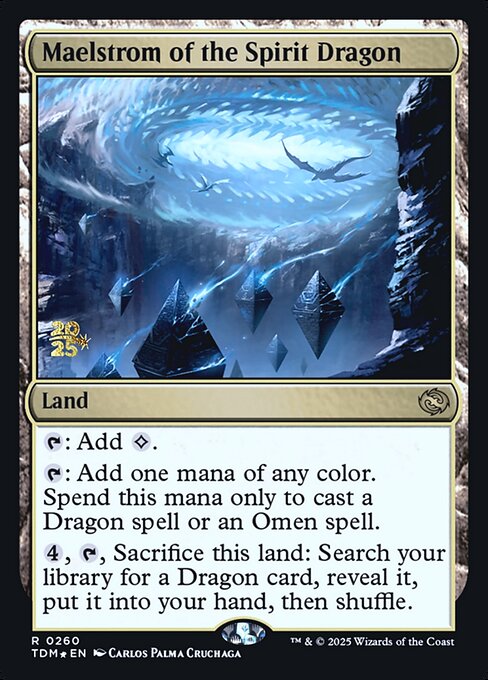 Maelstrom of the Spirit Dragon
2025
Land
: Add .
: Add one mana of any color.
Spend this mana only to cast a
Dragon spell or an Omen spell.
4, , Sacrifice this land: Search your
library for a Dragon card, reveal it,
put it into your hand, then shuffle.
R 0260
TDM★EN Carlos Palma Cruchaga
™ & © 2025 Wizards of the Coast